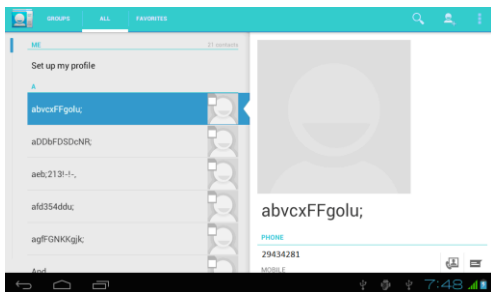 GROUPS ALL FAVORITES
ME 21 contacts
Set up my profile
A
abvcxFFgolu;
aDDbFDSDcNR;
aeb;213!-!-,
afd354ddu;
agfFGNKKgjk;
And
abvcxFFgolu;
PHONE
29434281
MOBILE
7:48